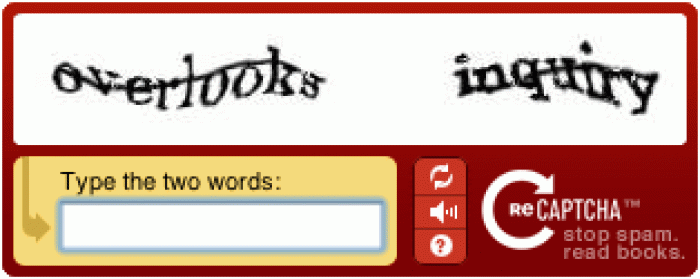 overlooks inquiry
Type the two words:
ReCAPTCHA™
stop spam.
read books.